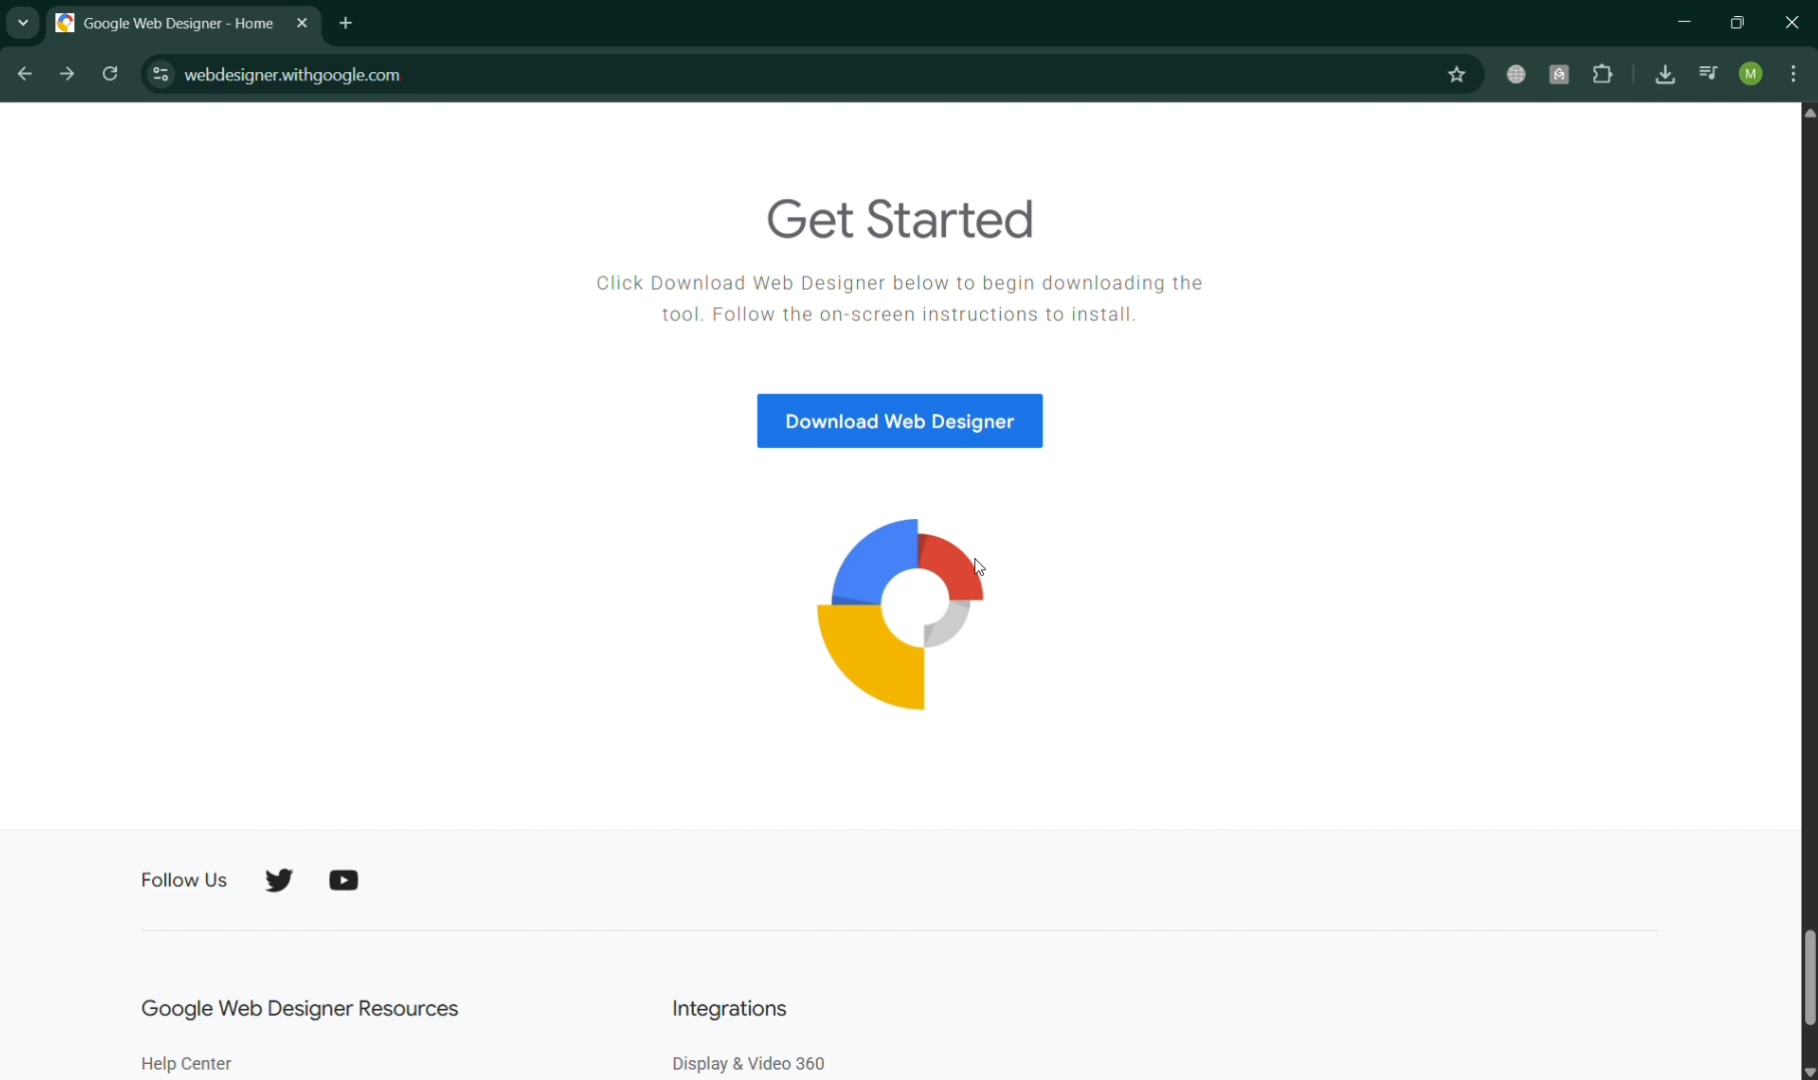 Google Web Designer - Home
webdesigner.withgoogle.com
M
Get Started
Click Download Web Designer below to begin downloading the
tool. Follow the on-screen instructions to install.
Download Web Designer
Follow Us
Google Web Designer Resources
Integrations
Help Center
Display & Video 360